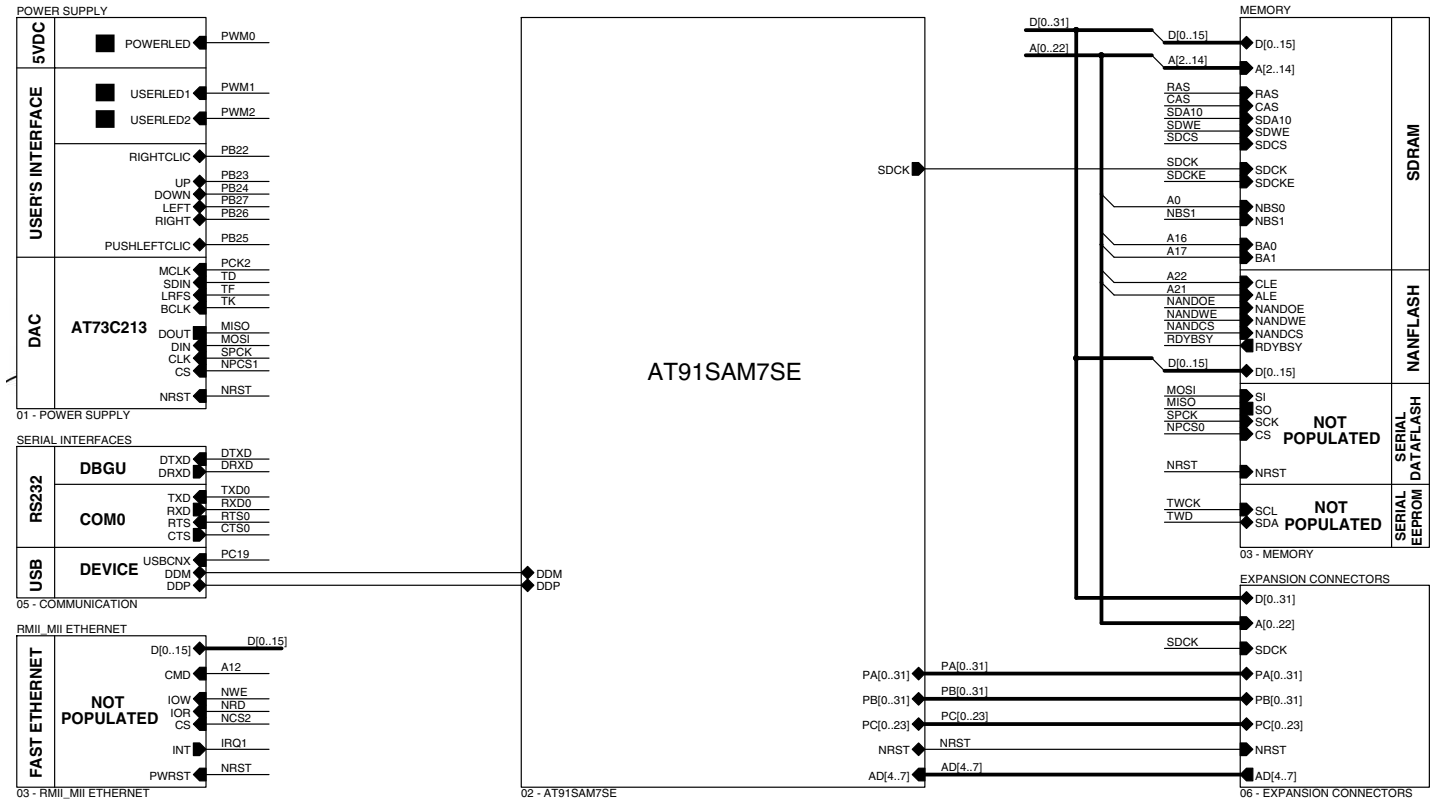 POWER SUPPLY
5VDC
POWERLED PWM0
USER'S INTERFACE
USERLED1 PWM1
USERLED2 PWM2
RIGHTCLIC PB22
UP PB23
DOWN PB24
LEFT PB27
RIGHT PB26
PUSHLEFTCLIC PB25
DAC
AT73C213
MCLK PCK2
SDIN TD
LRFS TF
BCLK TK
DOUT MISO
DIN MOSI
CLK SPCK
CS NPCS1
NRST NRST
01 - POWER SUPPLY
SERIAL INTERFACES
RS232
DBGU
DTXD DTXD
DRXD DRXD
COM0
TXD TXD0
RXD RXD0
RTS RTS0
CTS CTS0
USB
DEVICE
USBCNX PC19
DDM
DDP
05 - COMMUNICATION
RMII_MII ETHERNET
FAST ETHERNET
NOT
POPULATED
D[0..15] D[0..15]
CMD A12
IOW NWE
IOR NRD
CS NCS2
INT IRQ1
PWRST NRST
03 - RMII_MII ETHERNET
AT91SAM7SE
SDCK
DDM
DDP
PA[0..31] PA[0..31]
PB[0..31] PB[0..31]
PC[0..23] PC[0..23]
NRST NRST
AD[4..7] AD[4..7]
02 - AT91SAM7SE
D[0..31]
A[0..22]
MEMORY
SDRAM
D[0..15] D[0..15]
A[2..14] A[2..14]
RAS RAS
CAS CAS
SDA10 SDA10
SDWE SDWE
SDCS SDCS
SDCK SDCK
SDCKE SDCKE
A0 NBS0
NBS1 NBS1
A16 BA0
A17 BA1
NANFLASH
A22 CLE
A21 ALE
NANDOE NANDOE
NANDWE NANDWE
NANDCS NANDCS
RDYBSY RDYBSY
D[0..15] D[0..15]
SERIAL
DATAFLASH
NOT
POPULATED
MOSI SI
MISO SO
SPCK SCK
NPCS0 CS
NRST NRST
SERIAL
EEPROM
NOT
POPULATED
TWCK SCL
TWD SDA
03 - MEMORY
EXPANSION CONNECTORS
D[0..31]
A[0..22]
SDCK SDCK
PA[0..31]
PB[0..31]
PC[0..23]
NRST
AD[4..7]
06 - EXPANSION CONNECTORS